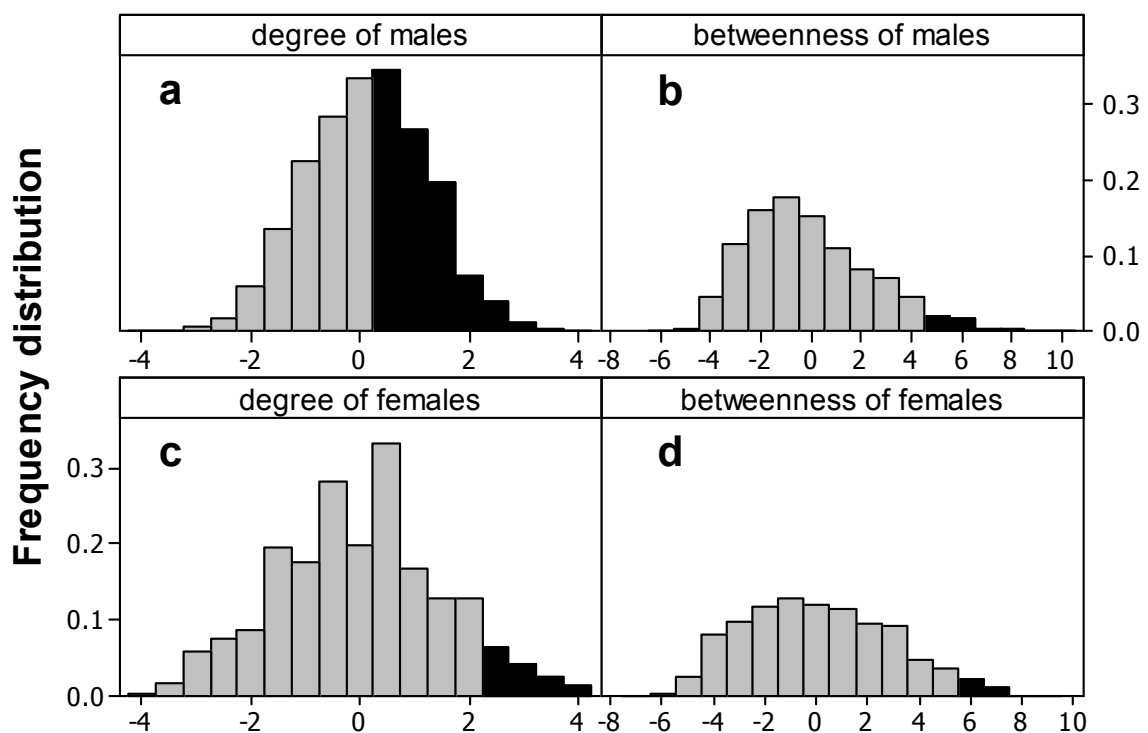 degree of males
betweenness of males
a
b
0.3
0.2
0.1
0.0
-4 -2 0 2 4
-8 -6 -4 -2 0 2 4 6 8 10
Frequency distribution
degree of females
betweenness of females
c
d
0.3
0.2
0.1
0.0
-4 -2 0 2 4
-8 -6 -4 -2 0 2 4 6 8 10